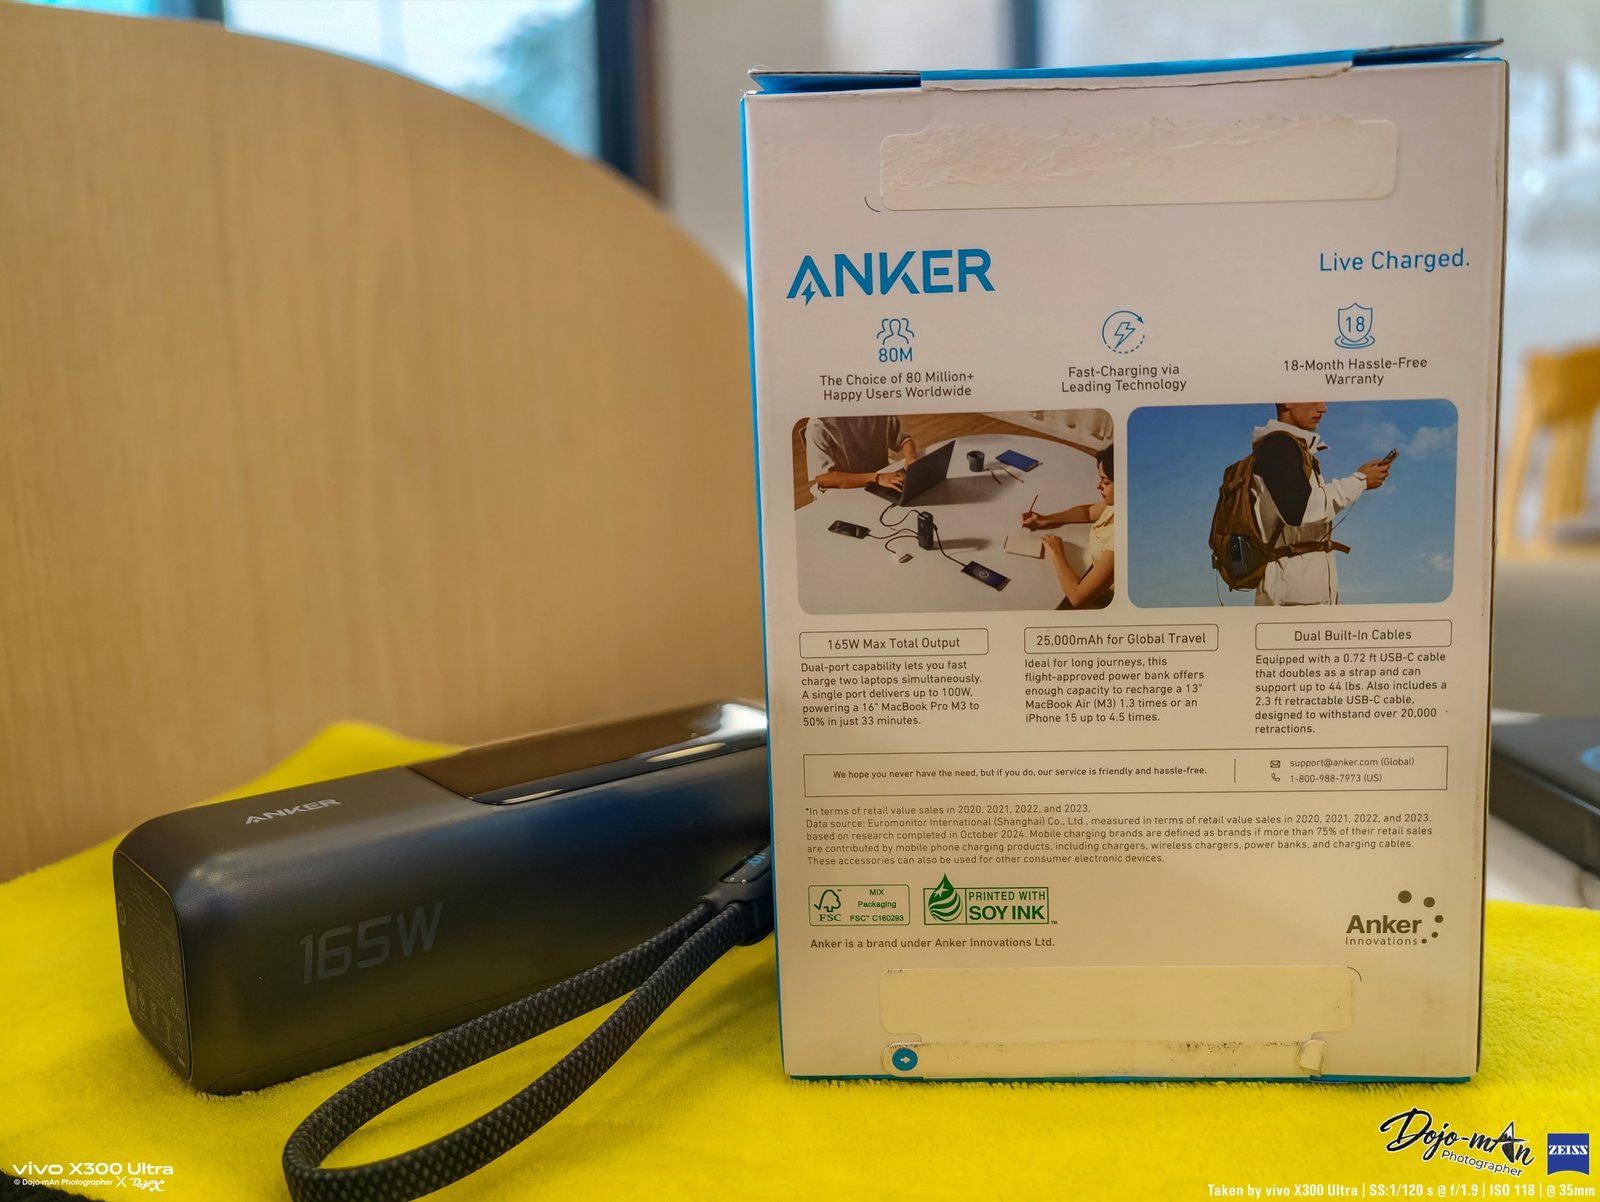 ANKER
Live Charged.
80M
18
The Choice of 80 Million+
Happy Users Worldwide
Fast-Charging via
Leading Technology
18-Month Hassle-Free
Warranty
165W Max Total Output
Dual-port capability lets you fast
charge two laptops simultaneously.
A single port delivers up to 100W,
powering a 16" MacBook Pro M3 to
50% in just 33 minutes.
25,000mAh for Global Travel
Ideal for long journeys, this
flight-approved power bank offers
enough capacity to recharge a 13"
MacBook Air (M3) 1.3 times or an
iPhone 15 up to 4.5 times.
Dual Built-In Cables
Equipped with a 0.72 ft USB-C cable
that doubles as a strap and can
support up to 44 lbs. Also includes a
2.3 ft retractable USB-C cable,
designed to withstand over 20,000
retractions.
We hope you never have the need, but if you do, our service is friendly and hassle-free.
support@anker.com (Global)
1-800-988-7973 (US)
*In terms of retail value sales in 2020, 2021, 2022, and 2023.
Data source: Euromonitor International (Shanghai) Co., Ltd., measured in terms of retail value sales in 2020, 2021, 2022, and 2023,
based on research completed in October 2024. Mobile charging brands are defined as brands if more than 75% of their retail sales
are contributed by mobile phone charging products, including chargers, wireless chargers, power banks, and charging cables.
These accessories can also be used for other consumer electronic devices.
FSC
MIX
Packaging
FSC™ C160293
PRINTED WITH
SOY INK™
Anker is a brand under Anker Innovations Ltd.
Anker
Innovations
ANKER
165W
vivo X300 Ultra
© Dojo-mAn Photographer X DojoX
Dojo-mAn
Photographer
ZEISS
Taken by vivo X300 Ultra | SS:1/120 s @ f/1.9 | ISO 118 | @ 35mm